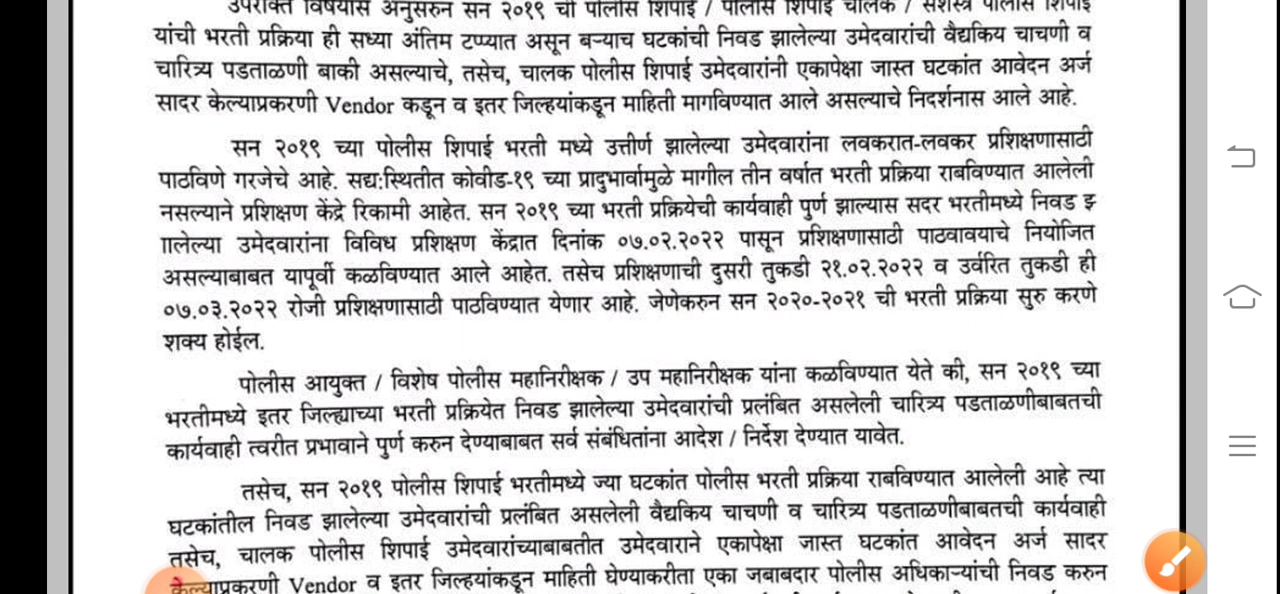 उपरोक्त विषयास अनुसरुन सन २०१९ ची पोलीस शिपाई / पोलीस शिपाई चालक / सशस्त्र पोलीस शिपाई
यांची भरती प्रक्रिया ही सध्या अंतिम टप्प्यात असून बऱ्याच घटकांची निवड झालेल्या उमेदवारांची वैद्यकिय चाचणी व
चारित्र्य पडताळणी बाकी असल्याचे, तसेच, चालक पोलीस शिपाई उमेदवारांनी एकापेक्षा जास्त घटकांत आवेदन अर्ज
सादर केल्याप्रकरणी Vendor कडून व इतर जिल्हयांकडून माहिती मागविण्यात आले असल्याचे निदर्शनास आले आहे.
सन २०१९ च्या पोलीस शिपाई भरती मध्ये उत्तीर्ण झालेल्या उमेदवारांना लवकरात-लवकर प्रशिक्षणासाठी
पाठविणे गरजेचे आहे. सद्य:स्थितीत कोवीड-१९ च्या प्रादुर्भावामुळे मागील तीन वर्षात भरती प्रक्रिया राबविण्यात आलेली
नसल्याने प्रशिक्षण केंद्रे रिकामी आहेत. सन २०१९ च्या भरती प्रक्रियेची कार्यवाही पुर्ण झाल्यास सदर भरतीमध्ये निवड झ
ालेल्या उमेदवारांना विविध प्रशिक्षण केंद्रात दिनांक ०७.०२.२०२२ पासून प्रशिक्षणासाठी पाठवावयाचे नियोजित
असल्याबाबत यापूर्वी कळविण्यात आले आहेत. तसेच प्रशिक्षणाची दुसरी तुकडी २१.०२.२०२२ व उर्वरित तुकडी ही
०७.०३.२०२२ रोजी प्रशिक्षणासाठी पाठविण्यात येणार आहे. जेणेकरुन सन २०२०-२०२१ ची भरती प्रक्रिया सुरु करणे
शक्य होईल.
पोलीस आयुक्त / विशेष पोलीस महानिरीक्षक / उप महानिरीक्षक यांना कळविण्यात येते की, सन २०१९ च्या
भरतीमध्ये इतर जिल्ह्याच्या भरती प्रक्रियेत निवड झालेल्या उमेदवारांची प्रलंबित असलेली चारित्र्य पडताळणीबाबतची
कार्यवाही त्वरीत प्रभावाने पुर्ण करुन देण्याबाबत सर्व संबंधितांना आदेश / निर्देश देण्यात यावेत.
तसेच, सन २०१९ पोलीस शिपाई भरतीमध्ये ज्या घटकांत पोलीस भरती प्रक्रिया राबविण्यात आलेली आहे त्या
घटकांतील निवड झालेल्या उमेदवारांची प्रलंबित असलेली वैद्यकिय चाचणी व चारित्र्य पडताळणीबाबतची कार्यवाही
तसेच, चालक पोलीस शिपाई उमेदवारांच्याबाबतीत उमेदवाराने एकापेक्षा जास्त घटकांत आवेदन अर्ज सादर
केल्याप्रकरणी Vendor व इतर जिल्हयांकडून माहिती घेण्याकरीता एका जबाबदार पोलीस अधिकाऱ्यांची निवड करुन